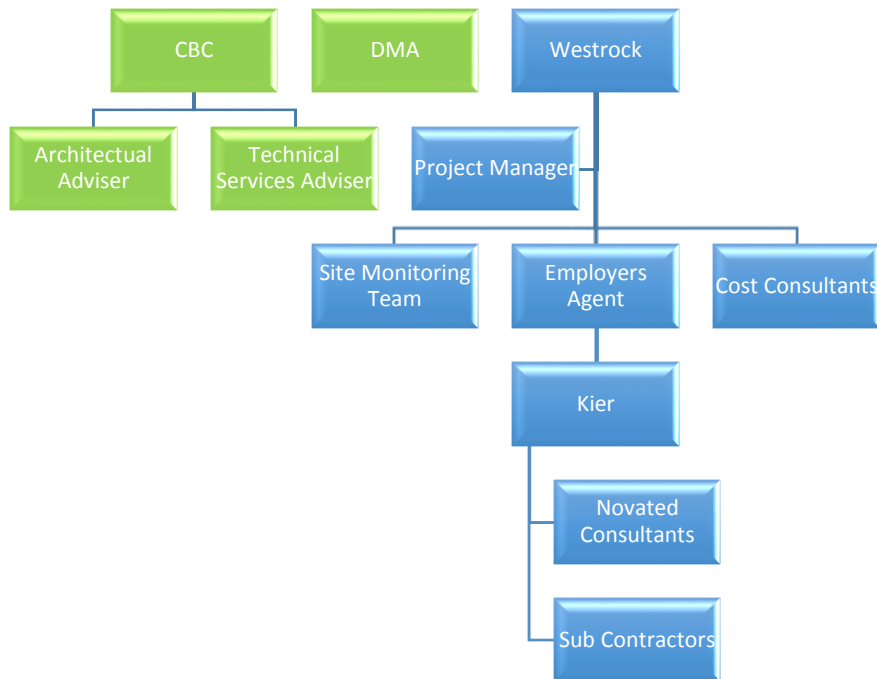 CBC
DMA
Westrock
Architectual
Adviser
Technical
Services Adviser
Project Manager
Site Monitoring
Team
Employers
Agent
Cost Consultants
Kier
Novated
Consultants
Sub Contractors